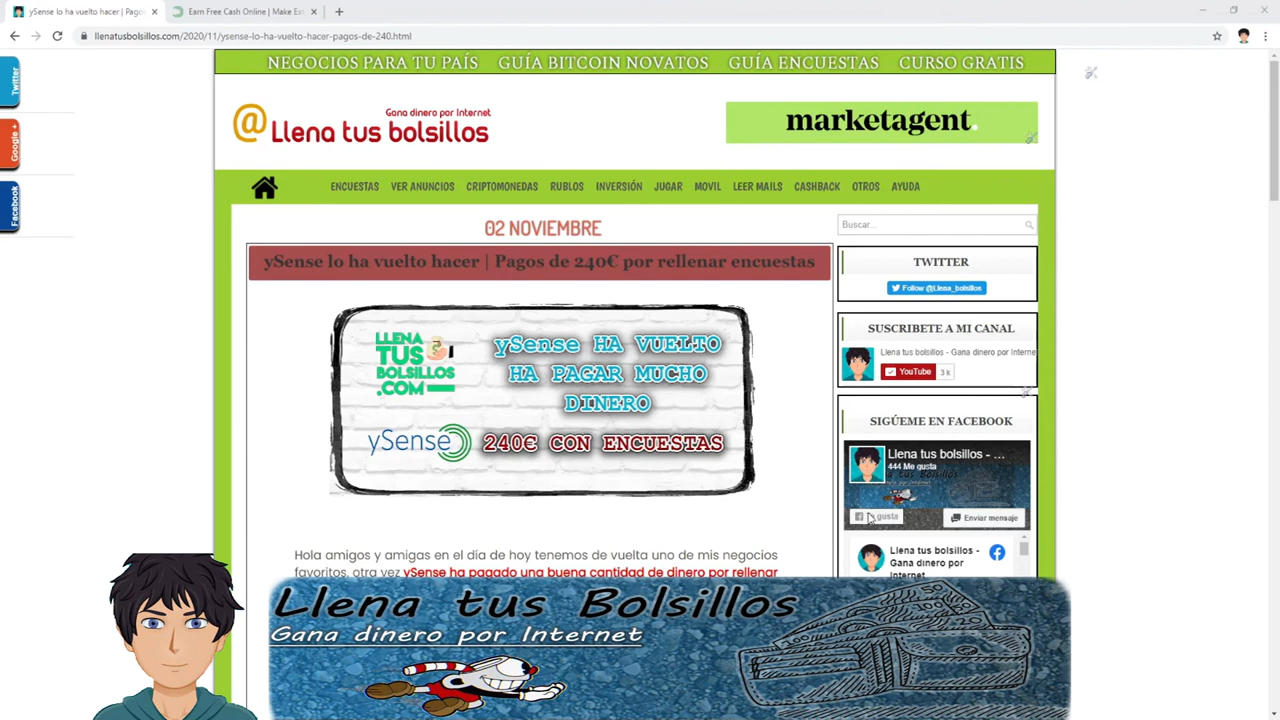 ySense lo ha vuelto hacer | Pago
Earn Free Cash Online | Make Ex
llenatusbolsillos.com/2020/11/ysense-lo-ha-vuelto-hacer-pagos-de-240.html
Twitter
Google +
Facebook
NEGOCIOS PARA TU PAÍS GUÍA BITCOIN NOVATOS GUÍA ENCUESTAS CURSO GRATIS
@ Gana dinero por Internet
Llena tus bolsillos
marketagent.
ENCUESTAS VER ANUNCIOS CRIPTOMONEDAS RUBLOS INVERSIÓN JUGAR MOVIL LEER MAILS CASHBACK OTROS AYUDA
02 NOVIEMBRE
ySense lo ha vuelto hacer | Pagos de 240€ por rellenar encuestas
LLENA
TUS
BOLSILLOS
.COM
ySense HA VUELTO
HA PAGAR MUCHO
DINERO
ySense
240€ CON ENCUESTAS
Hola amigos y amigas en el día de hoy tenemos de vuelta uno de mis negocios
favoritos, otra vez ySense ha pagado una buena cantidad de dinero por rellenar
Buscar...
TWITTER
Follow @Llena_bolsillos
SUSCRIBETE A MI CANAL
Llena tus bolsillos - Gana dinero por Interne
YouTube 3 k
SIGÚEME EN FACEBOOK
Llena tus bolsillos - ...
444 Me gusta
gusta
Enviar mensaje
Llena tus bolsillos -
Gana dinero por
Internet
Llena tus Bolsillos
Gana dinero por Internet